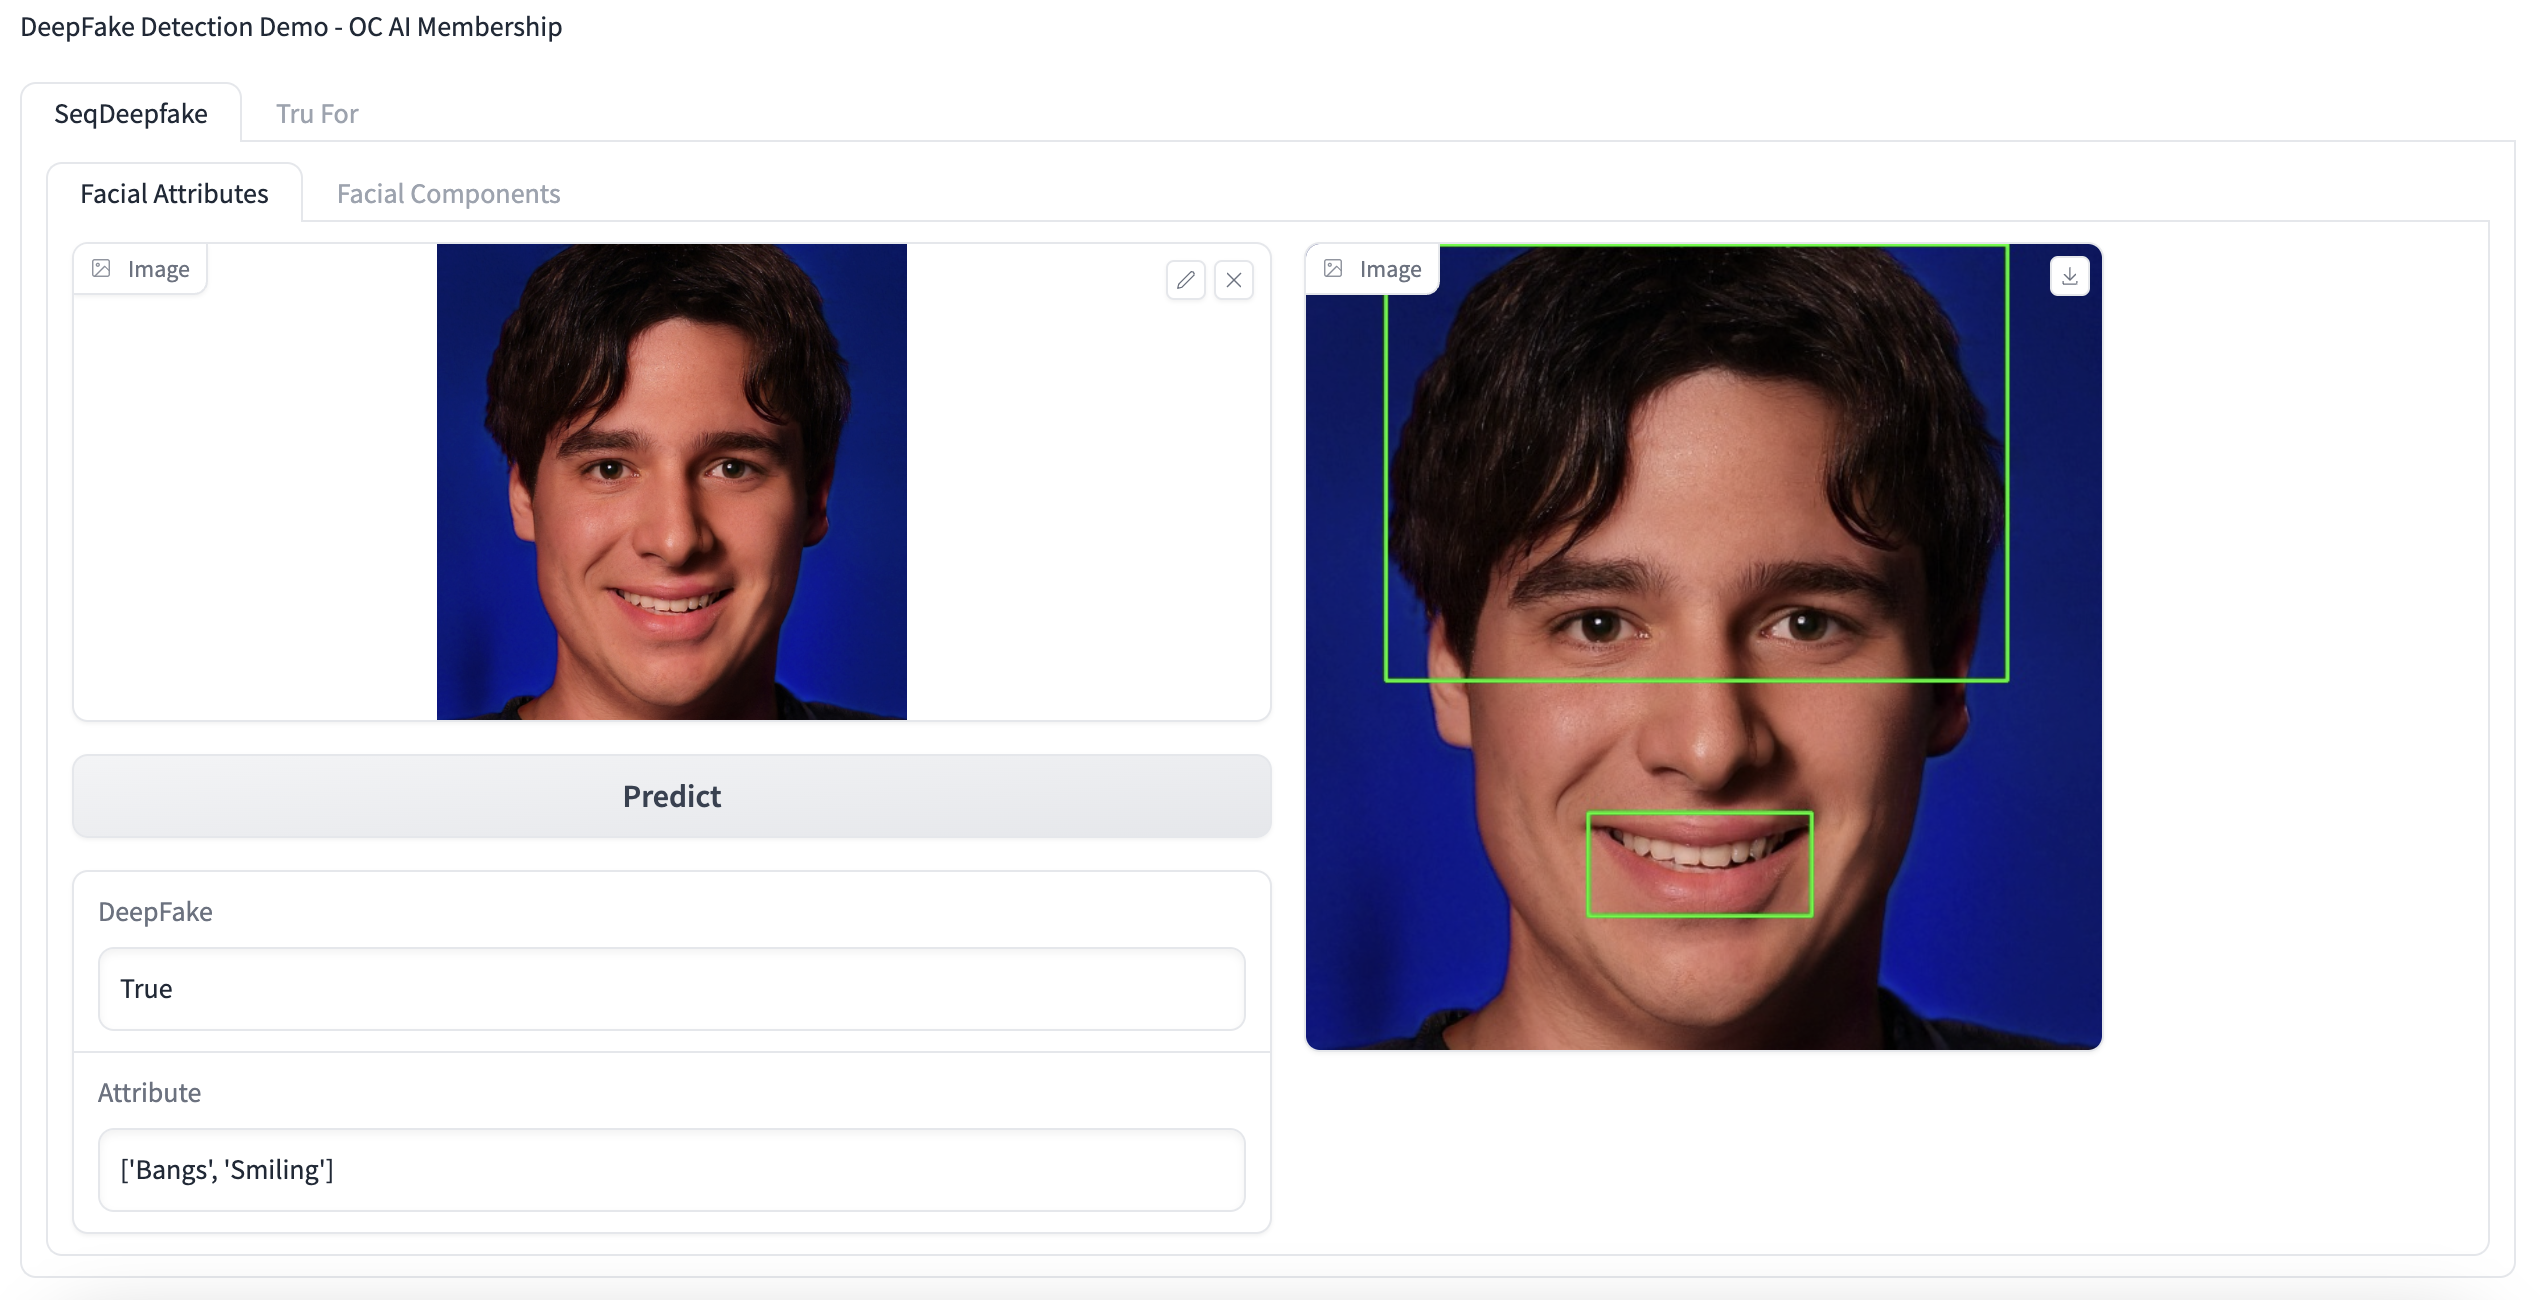 DeepFake Detection Demo - OC AI Membership
SeqDeepfake
Tru For
Facial Attributes
Facial Components
Image
Image
Predict
DeepFake
True
Attribute
['Bangs', 'Smiling']